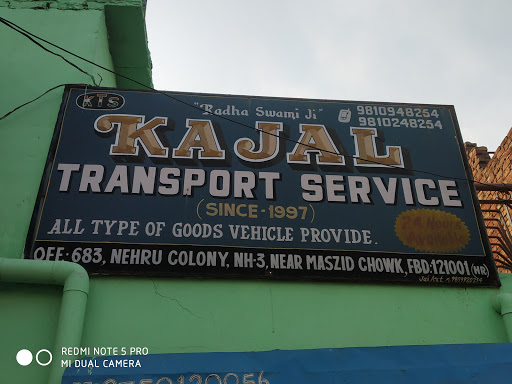 KTS
"Radha Swami Ji"
9810948254
9810248254
KAJAL
TRANSPORT SERVICE
(SINCE-1997)
ALL TYPE OF GOODS VEHICLE PROVIDE.
OFF: 683, NEHRU COLONY, NH-3, NEAR MASZID CHOWK, FBD:121001 (HR)
REDMI NOTE 5 PRO
MI DUAL CAMERA